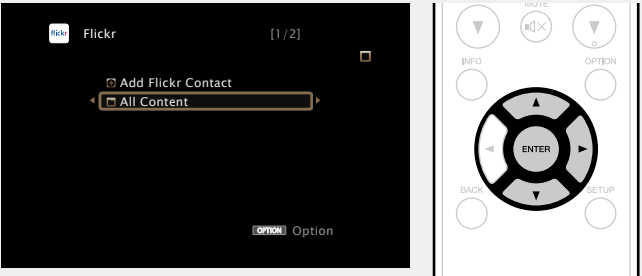 flickr Flickr [1/2]
Add Flickr Contact
All Content
OPTION Option
MUTE
INFO OPTION
ENTER
BACK SETUP